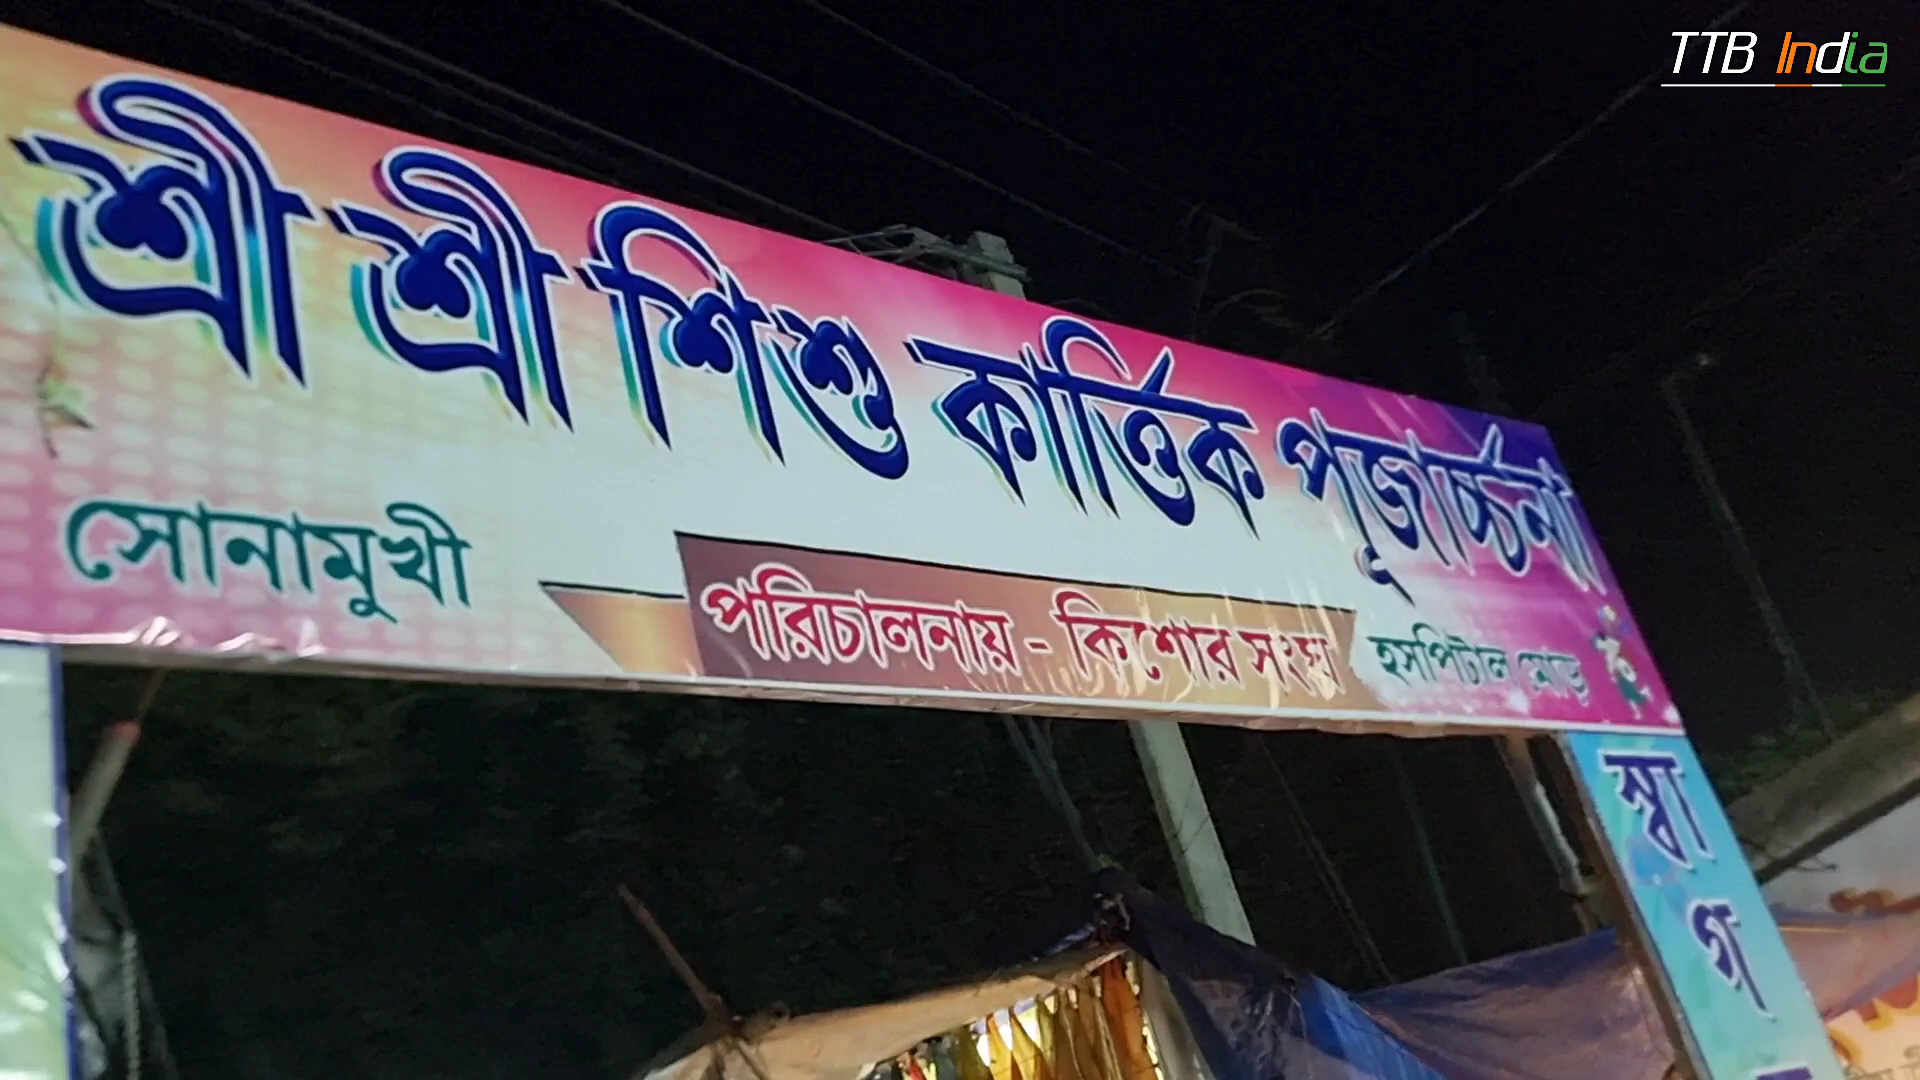 TTB India
শ্রী শ্রী শিশু কার্ত্তিক পূজার্চ্চনা
সোনামুখী
পরিচালনায় - কিশোর সংঘ
হসপিটাল মোড়
স্বা
গ